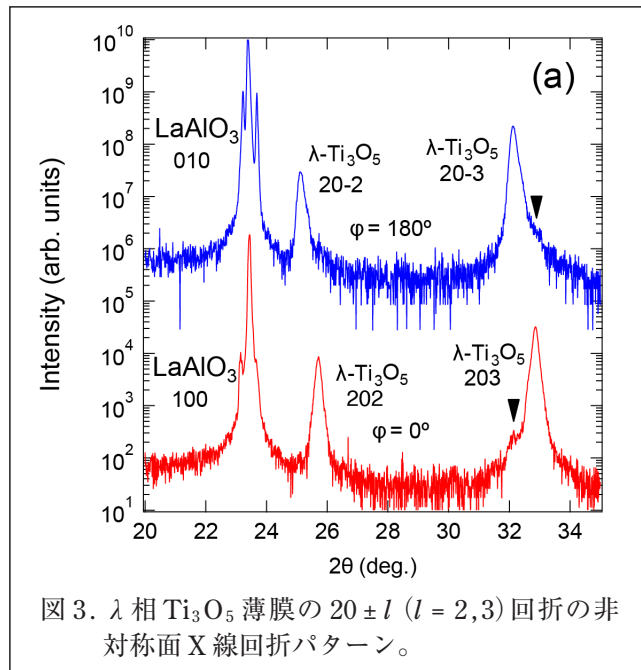 (a)
Intensity (arb. units)
10¹⁰
10⁹
10⁸
10⁷
10⁶
10⁵
10⁴
10³
10²
10¹
LaAlO₃
010
λ-Ti₃O₅
20-2
λ-Ti₃O₅
20-3
φ = 180º
LaAlO₃
100
λ-Ti₃O₅
202
λ-Ti₃O₅
203
φ = 0º
20 22 24 26 28 30 32 34
2θ (deg.)
図3. λ相Ti₃O₅薄膜の20 ± l (l = 2,3)回折の非
対称面X線回折パターン。